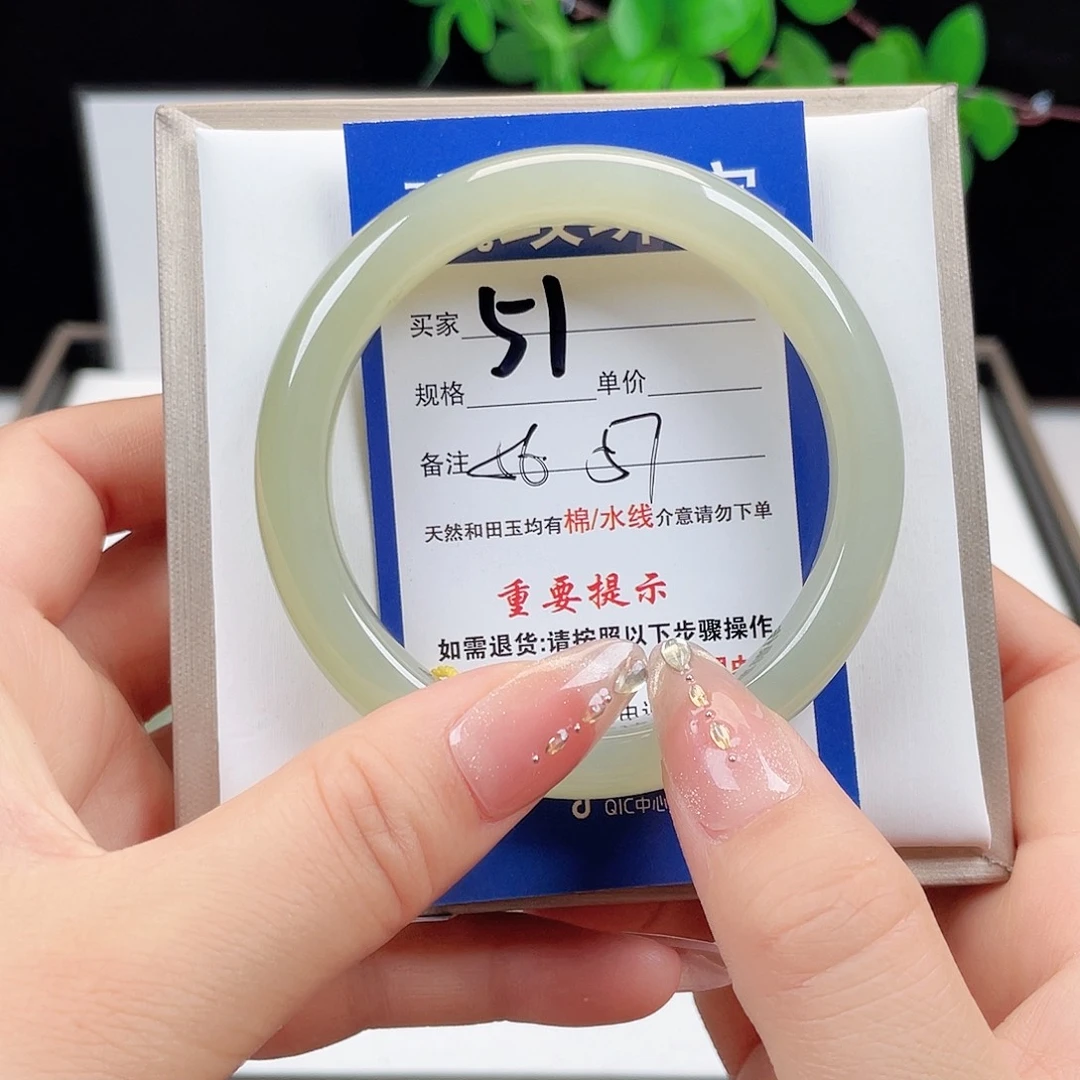 买家 51
规格 单价
备注 56 57
天然和田玉均有棉/水线介意请勿下单
重要提示
如需退货:请按照以下步骤操作
QIC中心